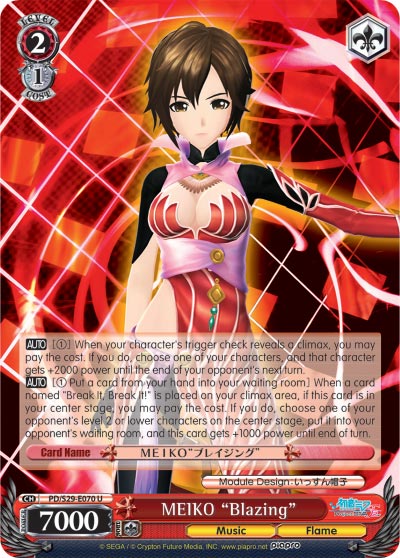 LEVEL
2
1
COST
AUTO [①] When your character's trigger check reveals a climax, you may
pay the cost. If you do, choose one of your characters, and that character
gets +2000 power until the end of your opponent's next turn.
AUTO [① Put a card from your hand into your waiting room] When a card
named "Break It, Break It!" is placed on your climax area, if this card is in
your center stage, you may pay the cost. If you do, choose one of your
opponent's level 2 or lower characters on the center stage, put it into your
opponent's waiting room, and this card gets +1000 power until end of turn.
Card Name
MEIKO“ブレイジング”
Module Design:いっすん帽子
CH PD/S29-E070 U
7000
POWER
MEIKO “Blazing”
Music
Flame
© SEGA / © Crypton Future Media, INC. www.piapro.net piapro